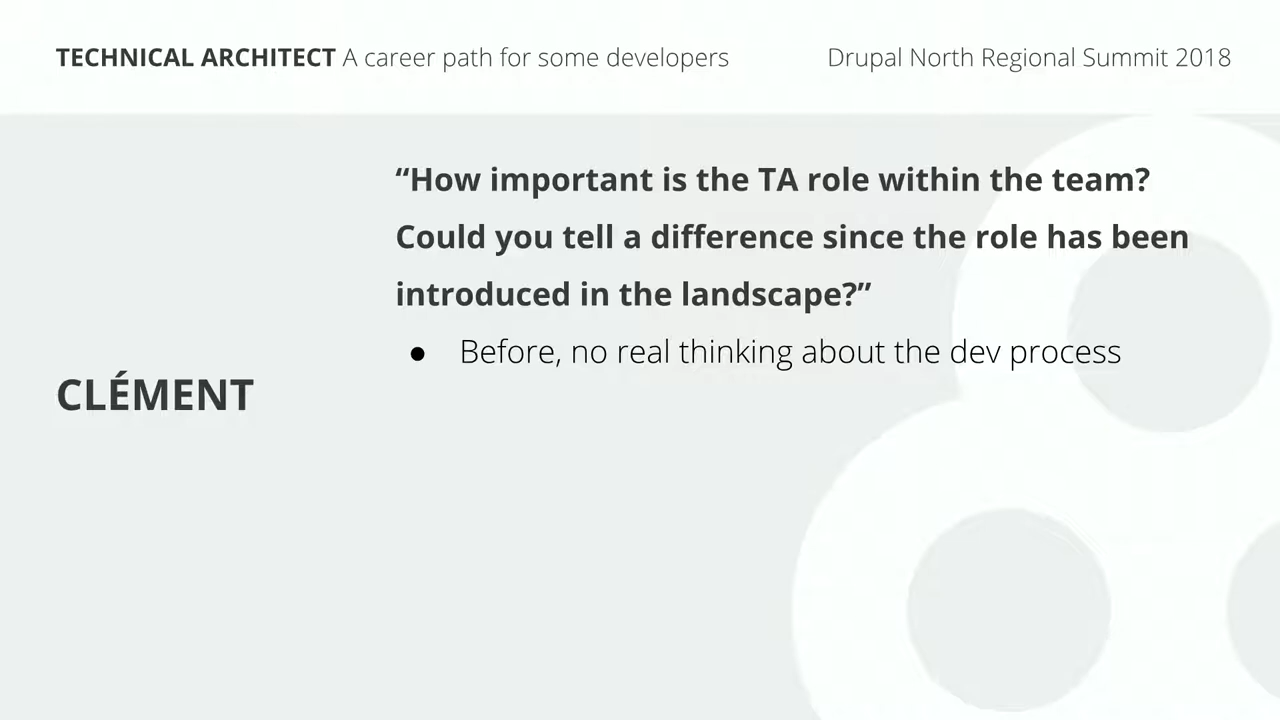 TECHNICAL ARCHITECT A career path for some developers
Drupal North Regional Summit 2018
“How important is the TA role within the team?
Could you tell a difference since the role has been
introduced in the landscape?”
● Before, no real thinking about the dev process
CLÉMENT